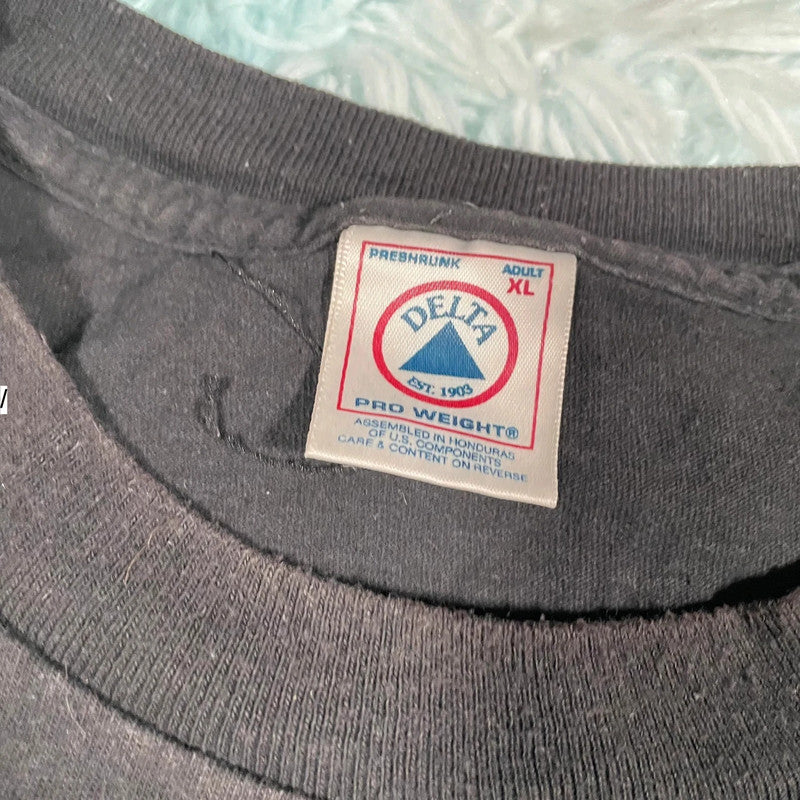 PRESHRUNK
ADULT
XL
DELTA
EST. 1903
PRO WEIGHT®
ASSEMBLED IN HONDURAS
OF U.S. COMPONENTS
CARE & CONTENT ON REVERSE